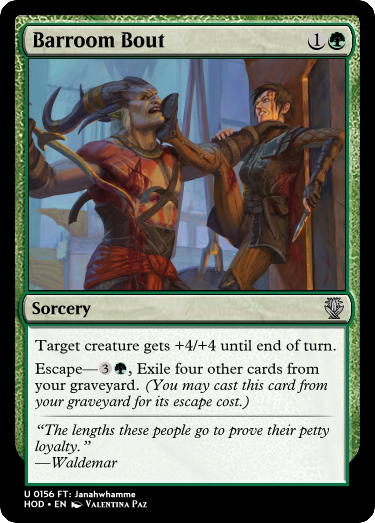 Barroom Bout 1
Sorcery
Target creature gets +4/+4 until end of turn.
Escape—3, Exile four other cards from
your graveyard. (You may cast this card from
your graveyard for its escape cost.)
“The lengths these people go to prove their petty
loyalty.”
—Waldemar
U 0156 FT: Janahwhamme
HOD • EN Valentina Paz